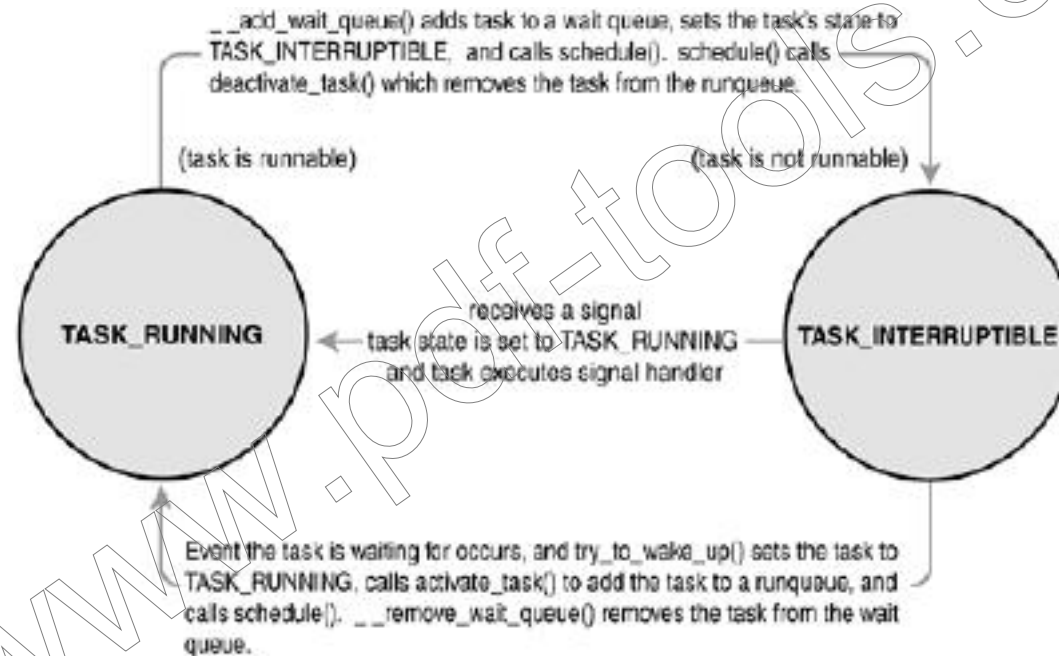 _ _add_wait_queue() adds task to a wait queue, sets the task's state to
TASK_INTERRUPTIBLE, and calls schedule(). schedule() calls
deactivate_task() which removes the task from the runqueue.
(task is runnable)
(task is not runnable)
TASK_RUNNING
receives a signal
task state is set to TASK_RUNNING
and task executes signal handler
TASK_INTERRUPTIBLE
Event the task is waiting for occurs, and try_to_wake_up() sets the task to
TASK_RUNNING, calls activate_task() to add the task to a runqueue, and
calls schedule(). _ _remove_wait_queue() removes the task from the wait
queue.
www.pdf-tools.c